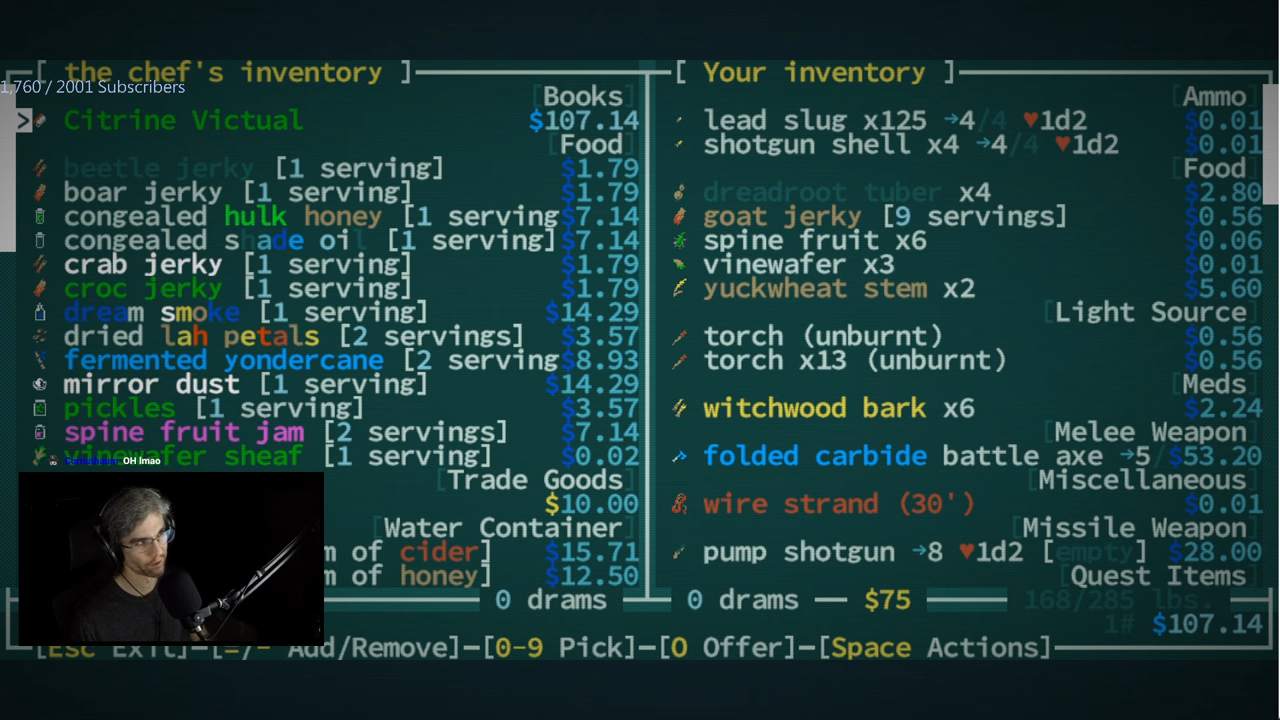 [ the chef's inventory ]
1,760 / 2001 Subscribers
[Books]
> Citrine Victual $107.14
[Food]
beetle jerky [1 serving] $1.79
boar jerky [1 serving] $1.79
congealed hulk honey [1 serving $7.14
congealed shade oil [1 serving] $7.14
crab jerky [1 serving] $1.79
croc jerky [1 serving] $1.79
dream smoke [1 serving] $14.29
dried lah petals [2 servings] $3.57
fermented yondercane [2 serving $8.93
mirror dust [1 serving] $14.29
pickles [1 serving] $3.57
spine fruit jam [2 servings] $7.14
vinewafer sheaf [1 serving] $0.02
OH lmao
[Trade Goods]
$10.00
[Water Container]
m of cider] $15.71
m of honey] $12.50
0 drams
[ Your inventory ]
[Ammo]
lead slug x125 →4/4 ♥1d2 $0.01
shotgun shell x4 →4/4 ♥1d2 $0.01
[Food]
dreadroot tuber x4 $2.80
goat jerky [9 servings] $0.56
spine fruit x6 $0.06
vinewafer x3 $0.01
yuckwheat stem x2 $5.60
[Light Source]
torch (unburnt) $0.56
torch x13 (unburnt) $0.56
[Meds]
witchwood bark x6 $2.24
[Melee Weapon]
folded carbide battle axe →5/$53.20
[Miscellaneous]
wire strand (30') $0.01
[Missile Weapon]
pump shotgun →8 ♥1d2 [empty] $28.00
[Quest Items]
0 drams — $75 168/285 lbs.
1# $107.14
[Esc Exit]—[+/- Add/Remove]—[0-9 Pick]—[O Offer]—[Space Actions]